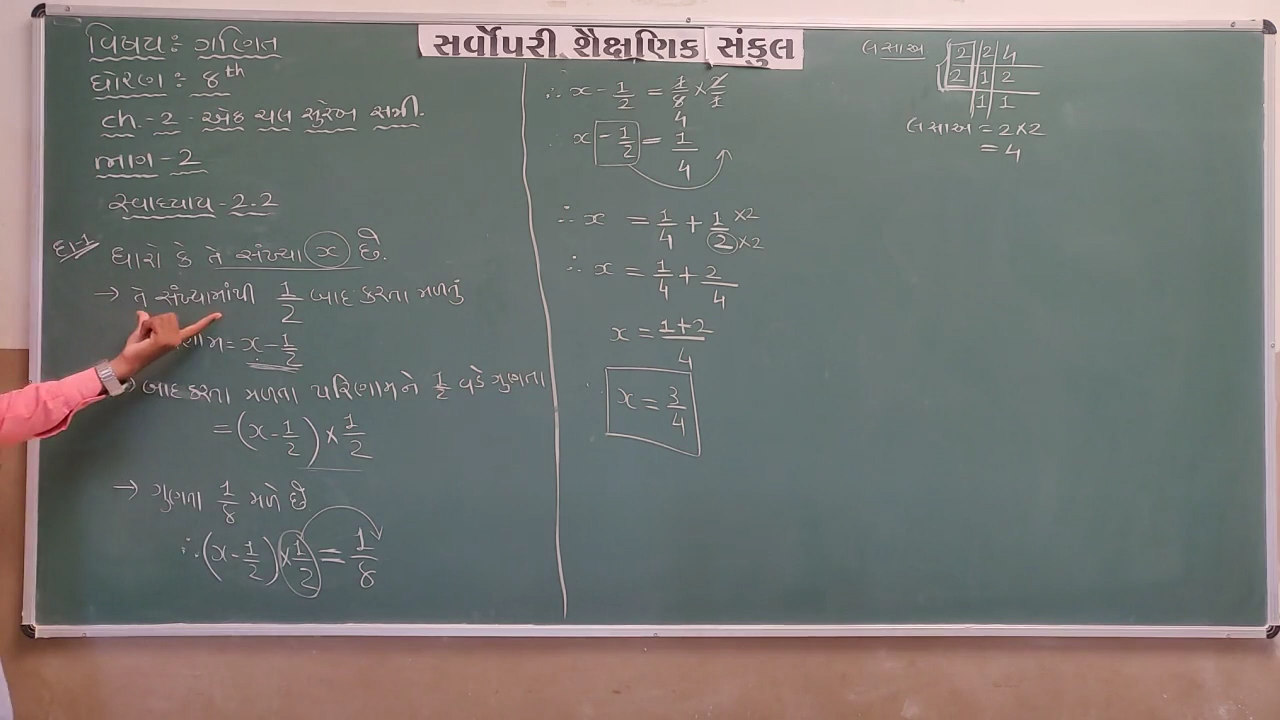 સર્વોપરી શૈક્ષણિક સંકુલ
વિષય: ગણિત
ધોરણ: 8th
ch.-2 - એક ચલ સુરેખ સમી.
ભાગ-2
સ્વાધ્યાય-2.2
દા-1 ધારો કે તે સંખ્યા x છે.
→ તે સંખ્યામાંથી 1/2 બાદ કરતા મળતું
ણામ = x - 1/2
બાદ કરતા મળતા પરિણામને 1/2 વડે ગુણતા
= (x - 1/2) × 1/2
→ ગુણતા 1/8 મળે છે
∴ (x - 1/2) × 1/2 = 1/8
∴ x - 1/2 = 1/8 × 2/1
4
∴ x - 1/2 = 1/4
∴ x = 1/4 + 1/2 ×2 ×2
∴ x = 1/4 + 2/4
x = 1+2/4
x = 3/4
લસાઅ 2 | 2 | 4
2 | 1 | 2
1 | 1
લસાઅ = 2×2
= 4